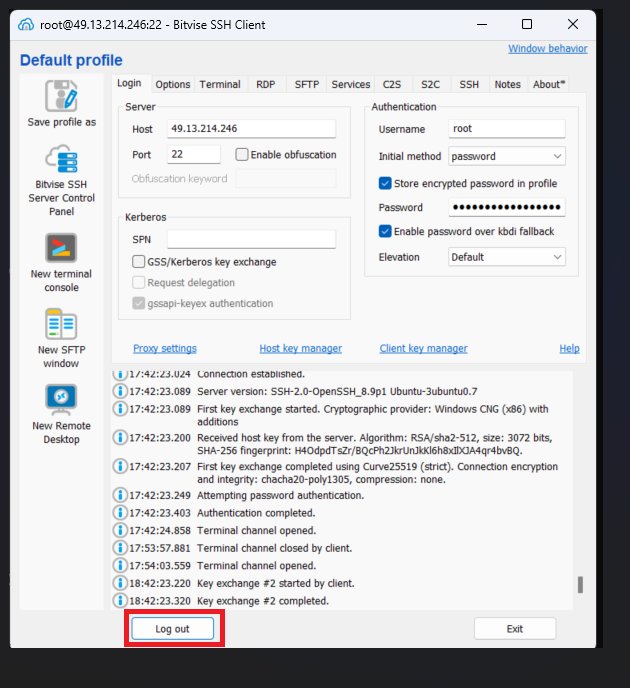 root@49.13.214.246:22 - Bitvise SSH Client
Default profile
Window behavior
Save profile as
Bitvise SSH
Server Control
Panel
New terminal
console
New SFTP
window
New Remote
Desktop
Login Options Terminal RDP SFTP Services C2S S2C SSH Notes About*
Server
Host 49.13.214.246
Port 22 Enable obfuscation
Obfuscation keyword
Kerberos
SPN
GSS/Kerberos key exchange
Request delegation
gssapi-keyex authentication
Authentication
Username root
Initial method password
Store encrypted password in profile
Password
Enable password over kbdi fallback
Elevation Default
Proxy settings Host key manager Client key manager Help
17:42:23.024 Connection established.
17:42:23.089 Server version: SSH-2.0-OpenSSH_8.9p1 Ubuntu-3ubuntu0.7
17:42:23.089 First key exchange started. Cryptographic provider: Windows CNG (x86) with
additions
17:42:23.200 Received host key from the server. Algorithm: RSA/sha2-512, size: 3072 bits,
SHA-256 fingerprint: H4OdpdTsZr/BQcPh2JkrUnJkKl6h8xIlXJA4qr4bvBQ.
17:42:23.207 First key exchange completed using Curve25519 (strict). Connection encryption
and integrity: chacha20-poly1305, compression: none.
17:42:23.249 Attempting password authentication.
17:42:23.403 Authentication completed.
17:42:24.858 Terminal channel opened.
17:53:57.881 Terminal channel closed by client.
17:54:03.559 Terminal channel opened.
18:42:23.220 Key exchange #2 started by client.
18:42:23.320 Key exchange #2 completed.
Log out Exit